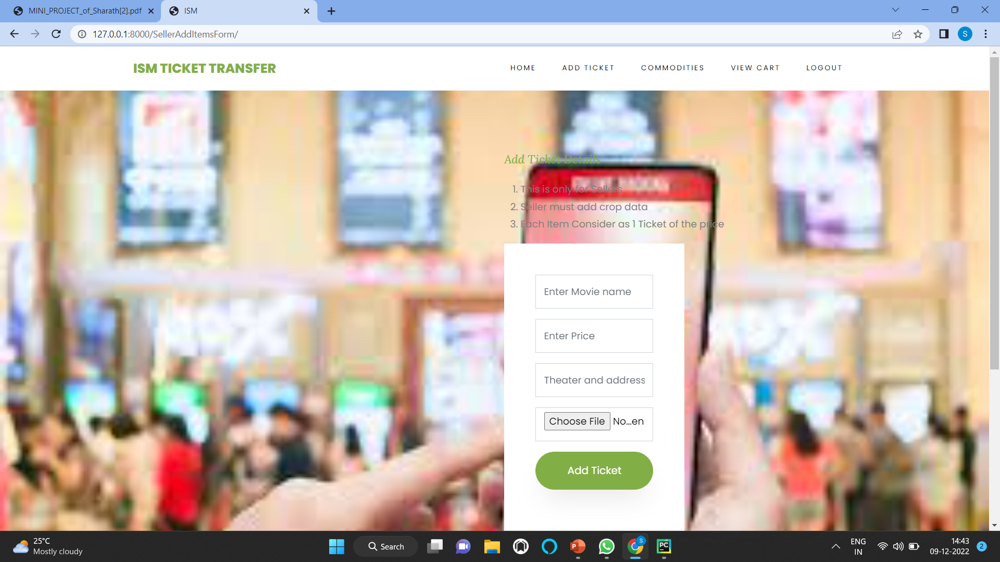 MINI_PROJECT_of_Sharath[2].pdf
ISM
127.0.0.1:8000/SellerAddItemsForm/
S
ISM TICKET TRANSFER
HOME
ADD TICKET
COMMODITIES
VIEW CART
LOGOUT
Add Ticket Details
1. This is only for Sellers
2. Seller must add crop data
3. Each Item Consider as 1 Ticket of the price
Enter Movie name
Enter Price
Theater and address
Choose File No...en
Add Ticket
25°C
Mostly cloudy
Search
P
S
PC
ENG
IN
14:43
09-12-2022
2